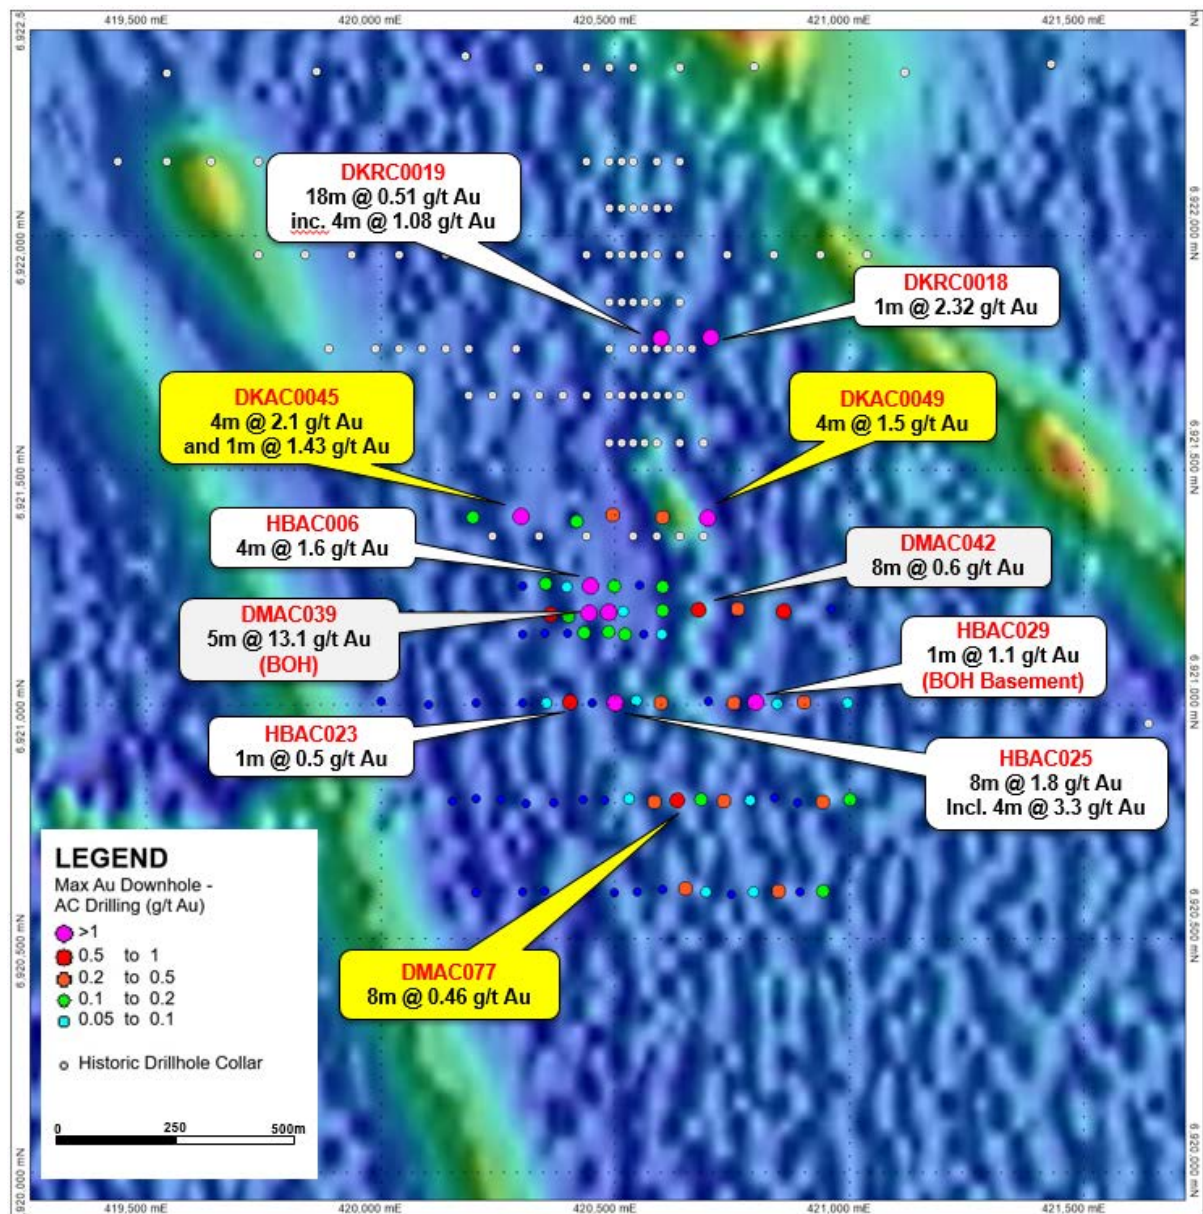 419,500 mE
420,000 mE
420,500 mE
421,000 mE
421,500 mE
6,922,5
mN
6,922,000 mN
6,922,000 mN
DKRC0019
18m @ 0.51 g/t Au
inc. 4m @ 1.08 g/t Au
DKRC0018
1m @ 2.32 g/t Au
DKAC0045
4m @ 2.1 g/t Au
and 1m @ 1.43 g/t Au
DKAC0049
4m @ 1.5 g/t Au
6,921,500 mN
6,921,500 mN
HBAC006
4m @ 1.6 g/t Au
DMAC042
8m @ 0.6 g/t Au
DMAC039
5m @ 13.1 g/t Au
(BOH)
HBAC029
1m @ 1.1 g/t Au
(BOH Basement)
6,921,000 mN
6,921,000 mN
HBAC023
1m @ 0.5 g/t Au
HBAC025
8m @ 1.8 g/t Au
Incl. 4m @ 3.3 g/t Au
DMAC077
8m @ 0.46 g/t Au
6,920,500 mN
6,920,500 mN
LEGEND
Max Au Downhole -
AC Drilling (g/t Au)
>1
0.5 to 1
0.2 to 0.5
0.1 to 0.2
0.05 to 0.1
Historic Drillhole Collar
0 250 500m
,920,000 mN
6,920,000 mN
419,500 mE
420,000 mE
420,500 mE
421,000 mE
421,500 mE